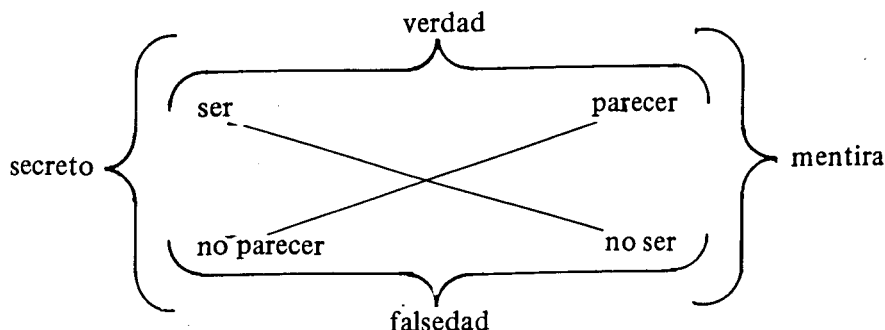 verdad
ser parecer
secreto mentira
no parecer no ser
falsedad